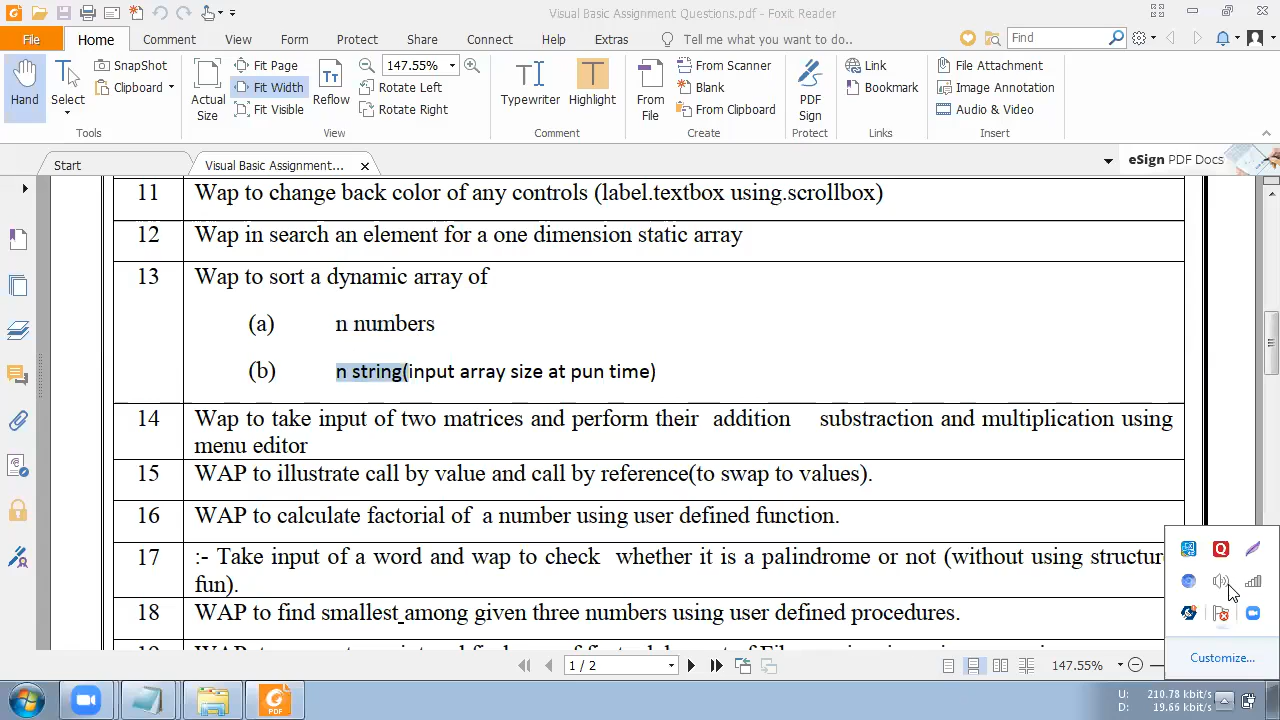 Visual Basic Assignment Questions.pdf - Foxit Reader
File Home Comment View Form Protect Share Connect Help Extras Tell me what you want to do.. Find
Hand
Select
SnapShot
Clipboard
Tools
Actual Size
Fit Page
Fit Width
Fit Visible
Reflow
147.55%
Rotate Left
Rotate Right
View
Typewriter
Highlight
Comment
From File
From Scanner
Blank
From Clipboard
Create
PDF Sign
Protect
Link
Bookmark
Links
File Attachment
Image Annotation
Audio & Video
Insert
Start
Visual Basic Assignment...
eSign PDF Docs
11 Wap to change back color of any controls (label.textbox using.scrollbox)
12 Wap in search an element for a one dimension static array
13 Wap to sort a dynamic array of
(a) n numbers
(b) n string(input array size at pun time)
14 Wap to take input of two matrices and perform their addition substraction and multiplication using
menu editor
15 WAP to illustrate call by value and call by reference(to swap to values).
16 WAP to calculate factorial of a number using user defined function.
17 :- Take input of a word and wap to check whether it is a palindrome or not (without using structure
fun).
18 WAP to find smallest among given three numbers using user defined procedures.
Customize...
1 / 2
147.55%
PDF
U: 210.78 kbit/s
D: 19.66 kbit/s